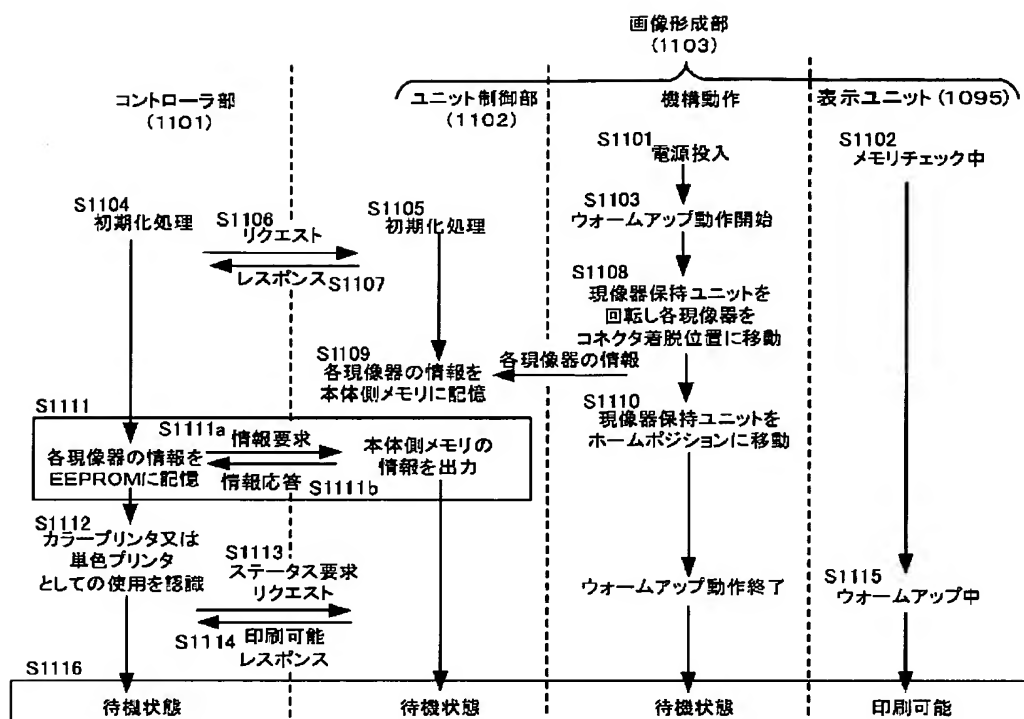 画像形成部
(1103)
コントローラ部
(1101)
ユニット制御部
(1102)
機構動作
表示ユニット(1095)
S1101
電源投入
S1102
メモリチェック中
S1103
ウォームアップ動作開始
S1104
初期化処理
S1105
初期化処理
S1106
リクエスト
レスポンス
S1107
S1108
現像器保持ユニットを
回転し各現像器を
コネクタ着脱位置に移動
S1109
各現像器の情報を
本体側メモリに記憶
各現像器の情報
S1110
現像器保持ユニットを
ホームポジションに移動
S1111
S1111a
情報要求
各現像器の情報を
EEPROMに記憶
本体側メモリの
情報を出力
情報応答
S1111b
S1112
カラープリンタ又は
単色プリンタ
としての使用を認識
S1113
ステータス要求
リクエスト
S1114
印刷可能
レスポンス
ウォームアップ動作終了
S1115
ウォームアップ中
S1116
待機状態
待機状態
待機状態
印刷可能